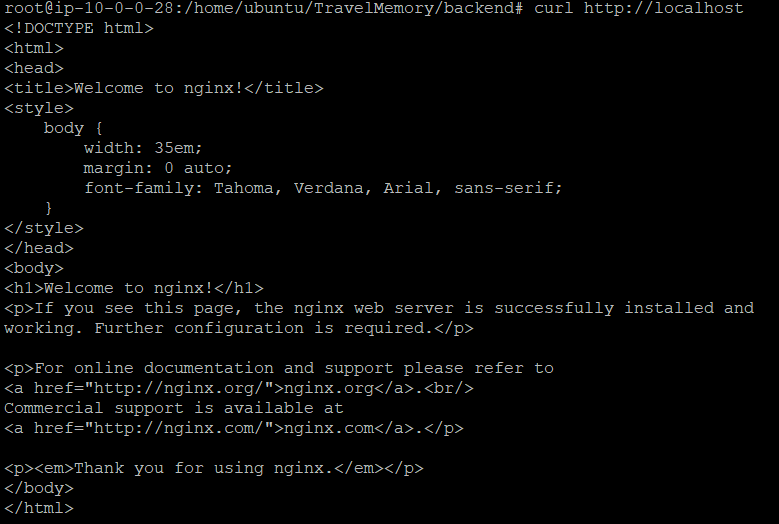 root@ip-10-0-0-28:/home/ubuntu/TravelMemory/backend# curl http://localhost
<!DOCTYPE html>
<html>
<head>
<title>Welcome to nginx!</title>
<style>
    body {
        width: 35em;
        margin: 0 auto;
        font-family: Tahoma, Verdana, Arial, sans-serif;
    }
</style>
</head>
<body>
<h1>Welcome to nginx!</h1>
<p>If you see this page, the nginx web server is successfully installed and
working. Further configuration is required.</p>

<p>For online documentation and support please refer to
<a href="http://nginx.org/">nginx.org</a>.<br/>
Commercial support is available at
<a href="http://nginx.com/">nginx.com</a>.</p>

<p><em>Thank you for using nginx.</em></p>
</body>
</html>